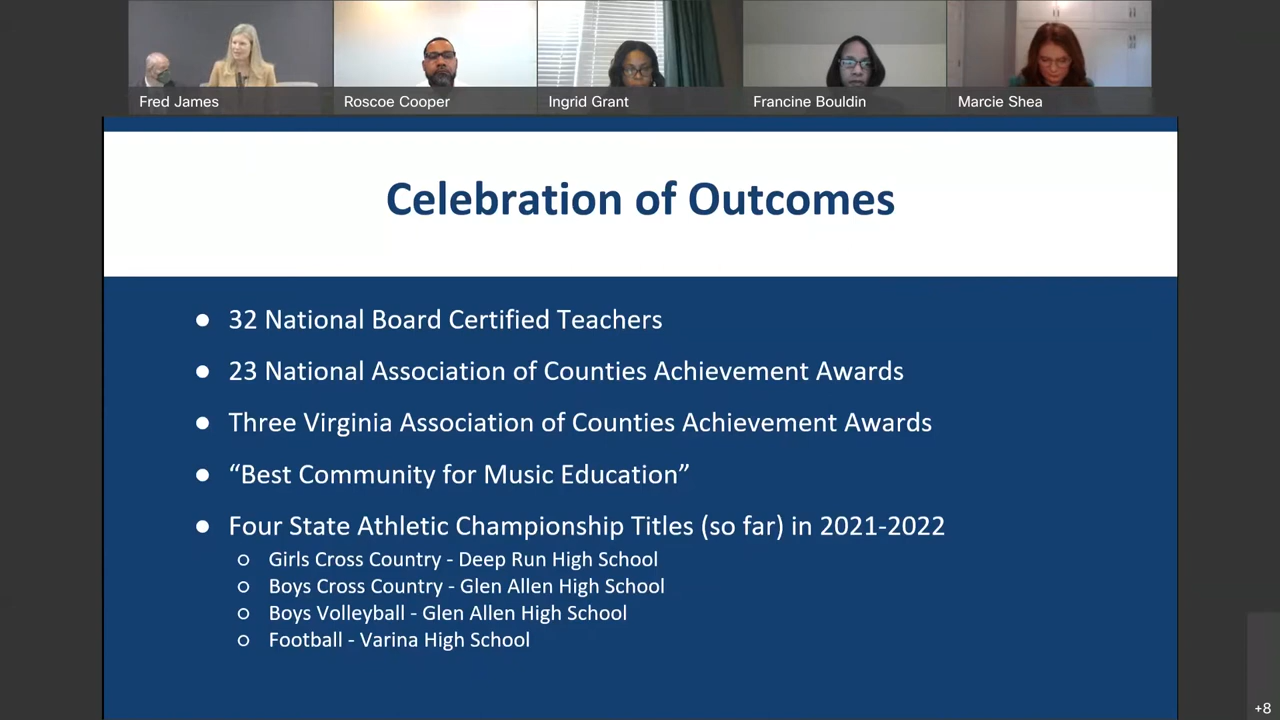 Fred James
Roscoe Cooper
Ingrid Grant
Francine Bouldin
Marcie Shea
Celebration of Outcomes
● 32 National Board Certified Teachers
● 23 National Association of Counties Achievement Awards
● Three Virginia Association of Counties Achievement Awards
● “Best Community for Music Education”
● Four State Athletic Championship Titles (so far) in 2021-2022
○ Girls Cross Country - Deep Run High School
○ Boys Cross Country - Glen Allen High School
○ Boys Volleyball - Glen Allen High School
○ Football - Varina High School
+8